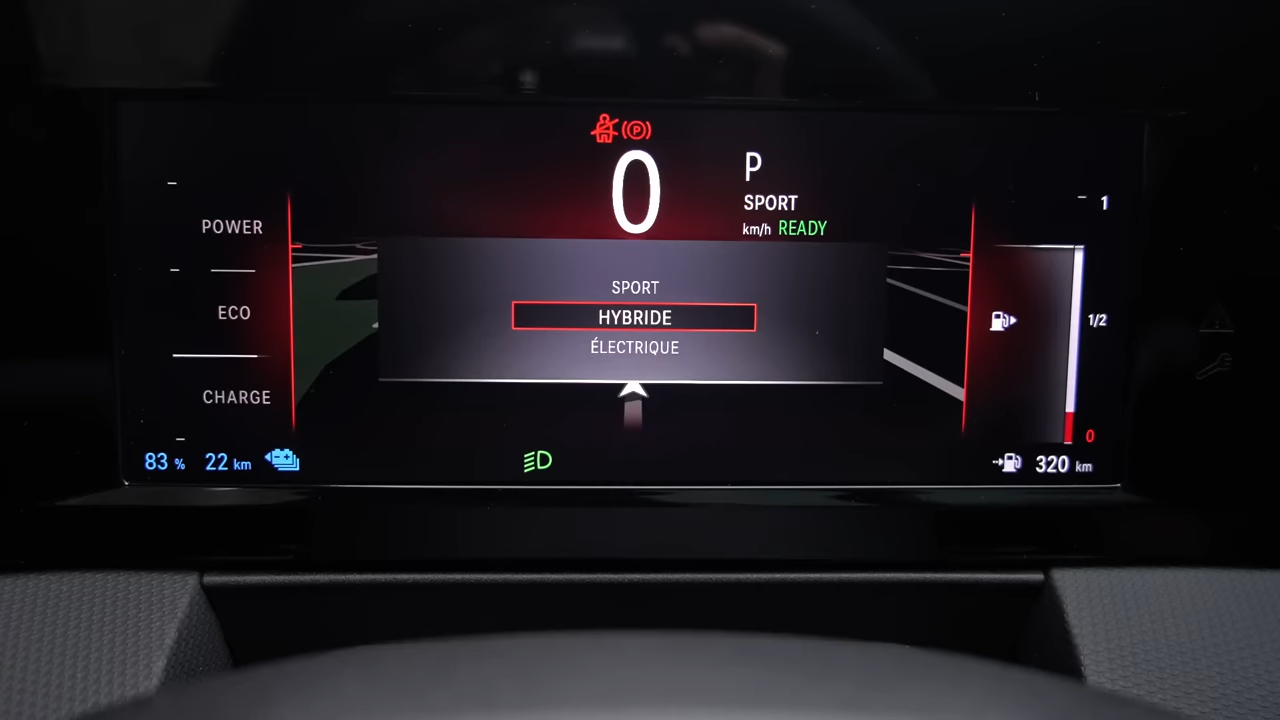 0
P
SPORT
km/h READY
POWER
ECO
CHARGE
83 % 22 km
SPORT
HYBRIDE
ÉLECTRIQUE
1
1/2
0
320 km